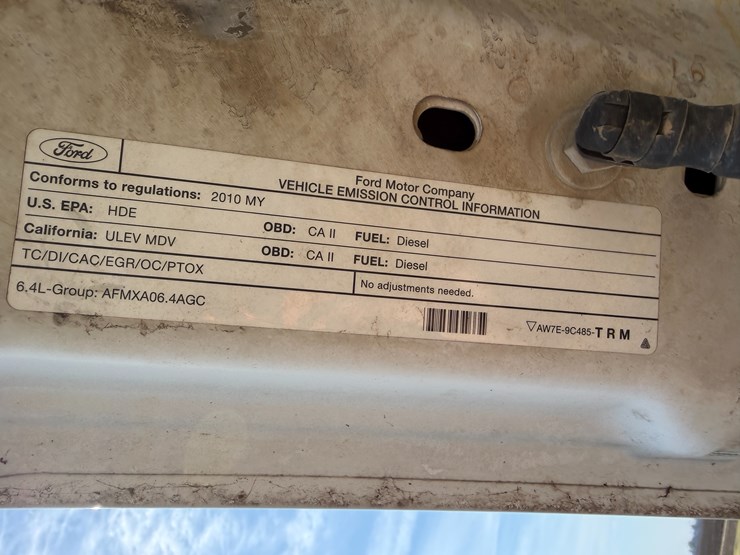 Ford
Ford Motor Company
VEHICLE EMISSION CONTROL INFORMATION
Conforms to regulations: 2010 MY
U.S. EPA: HDE OBD: CA II FUEL: Diesel
California: ULEV MDV OBD: CA II FUEL: Diesel
TC/DI/CAC/EGR/OC/PTOX No adjustments needed.
6.4L-Group: AFMXA06.4AGC
AW7E-9C485-TRM